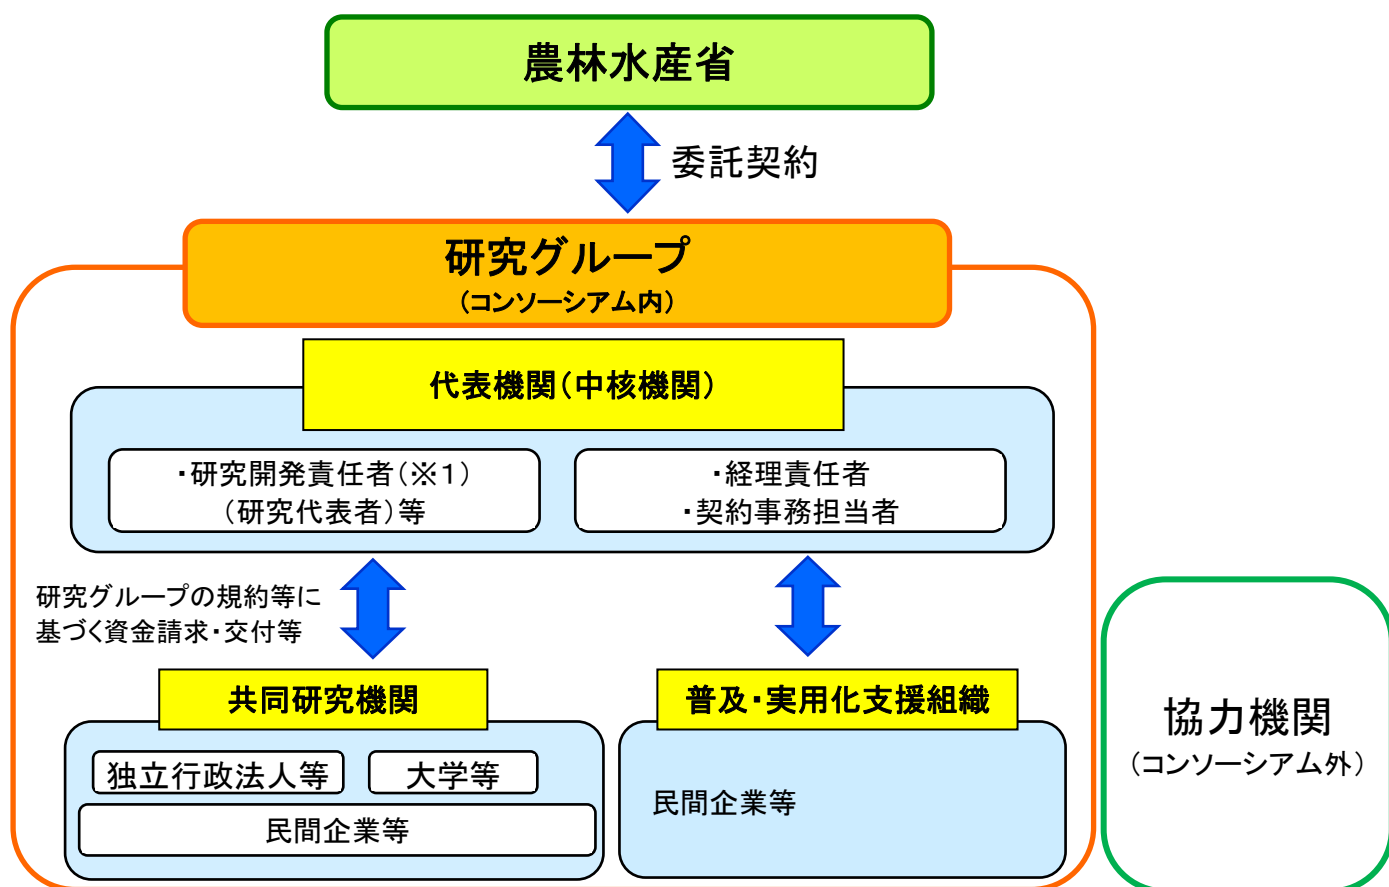 農林水産省
委託契約
研究グループ
(コンソーシアム内)
代表機関(中核機関)
・研究開発責任者(※1)
(研究代表者)等
・経理責任者
・契約事務担当者
研究グループの規約等に
基づく資金請求・交付等
共同研究機関
独立行政法人等
大学等
民間企業等
普及・実用化支援組織
民間企業等
協力機関
(コンソーシアム外)